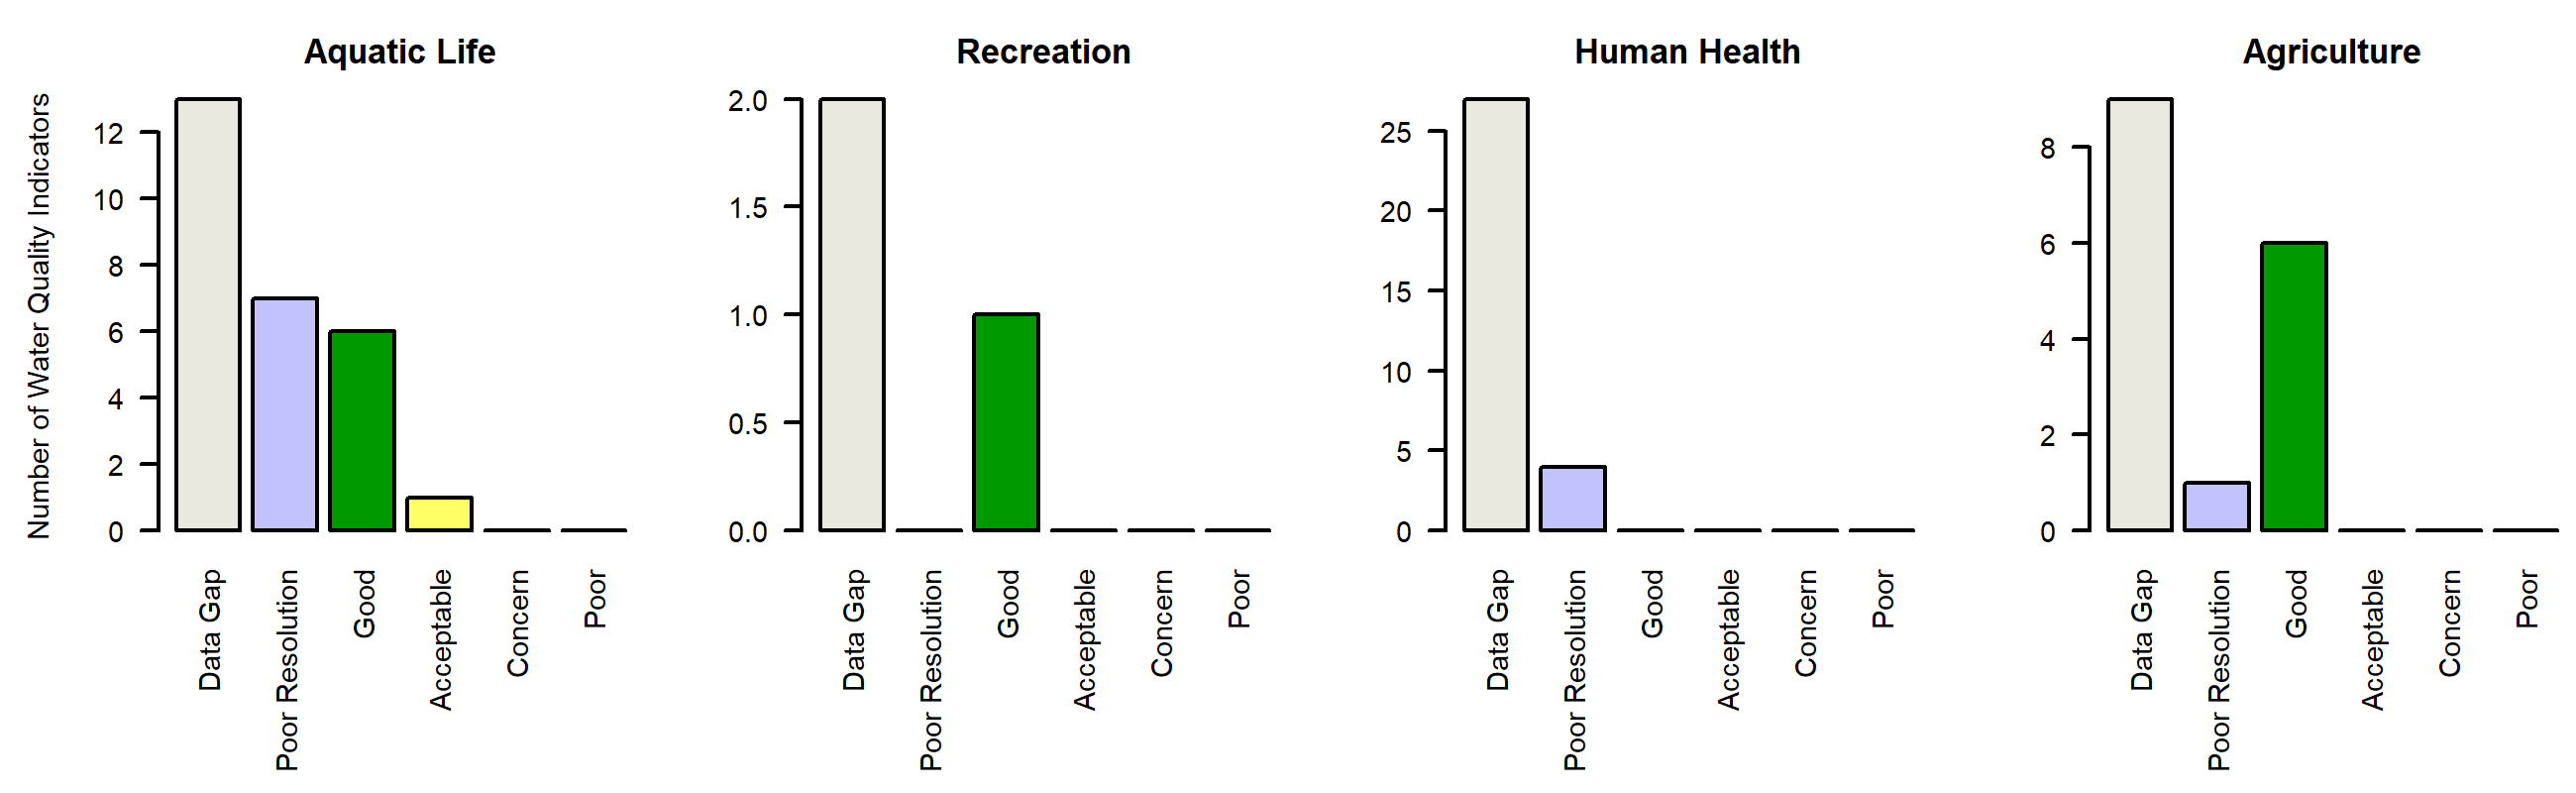 Aquatic Life
Number of Water Quality Indicators
12
10
8
6
4
2
0
Data Gap
Poor Resolution
Good
Acceptable
Concern
Poor
Recreation
2.0
1.5
1.0
0.5
0.0
Data Gap
Poor Resolution
Good
Acceptable
Concern
Poor
Human Health
25
20
15
10
5
0
Data Gap
Poor Resolution
Good
Acceptable
Concern
Poor
Agriculture
8
6
4
2
0
Data Gap
Poor Resolution
Good
Acceptable
Concern
Poor